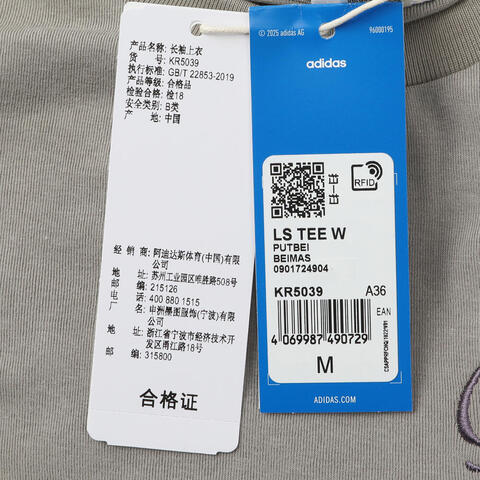 产品名称: 长袖上衣
货 号: KR5039
执行标准: GB/T 22853-2019
产品等级: 合格品
检验合格: 检18
安全类别: B类
产 地: 中国
经 销 商: 阿迪达斯体育(中国)有限公司
地 址: 苏州工业园区唯胜路508号
邮 编: 215126
电 话: 400 880 1515
厂 名: 申洲
服饰(宁波)有限公司
地 址: 浙江省宁波市经济技术开发区甬江路18号
邮 编: 315800
合格证
© 2025 adidas AG
96000195
adidas
RFID
LS TEE W
PUTBEI
BEIMAS
0901724904
KR5039 A36
EAN
4 069987 490729
M
ADIDAS.COM